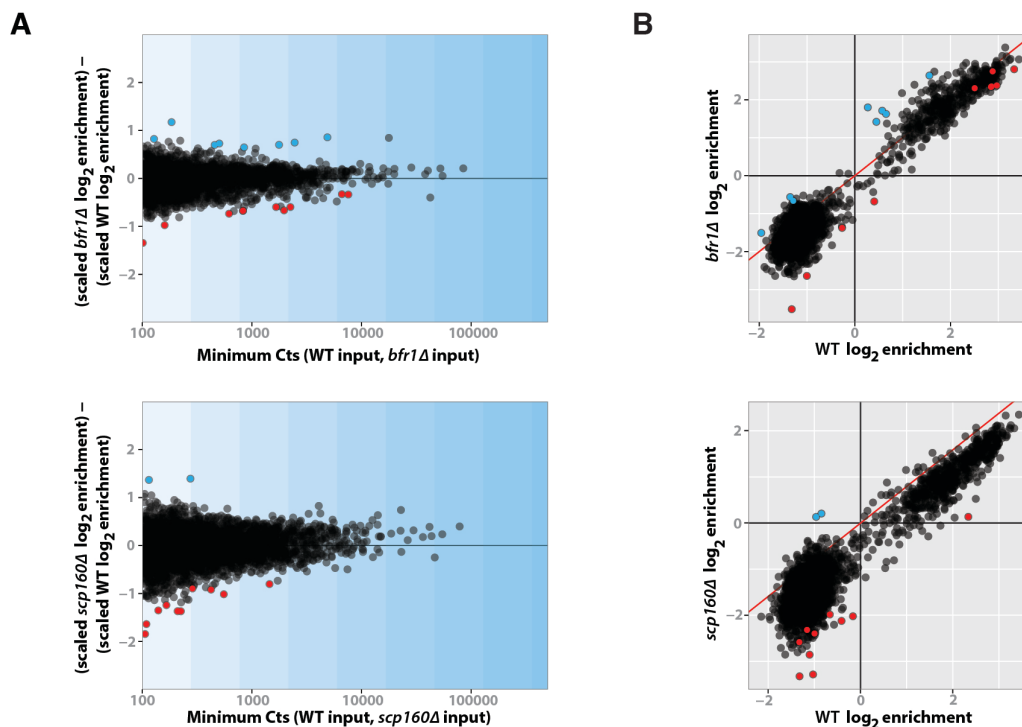 A
(scaled bfr1Δ log2 enrichment) –
(scaled WT log2 enrichment)
2
1
0
−1
−2
100
1000
10000
100000
Minimum Cts (WT input, bfr1Δ input)
B
bfr1Δ log2 enrichment
2
0
−2
−2
0
2
WT log2 enrichment
(scaled scp160Δ log2 enrichment) –
(scaled WT log2 enrichment)
2
1
0
−1
−2
100
1000
10000
100000
Minimum Cts (WT input, scp160Δ input)
scp160Δ log2 enrichment
2
0
−2
−2
0
2
WT log2 enrichment